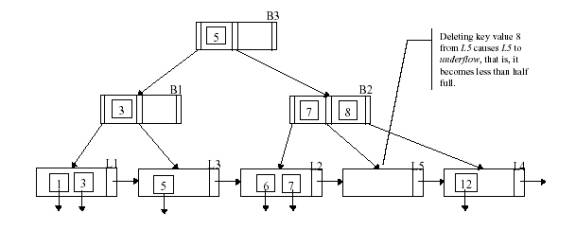 B3
5
Deleting key value 8
from L5 causes L5 to
underflow, that is, it
becomes less than half
full.
B1
3
B2
7 8
L1
1 3
L3
5
L2
6 7
L5
L4
12